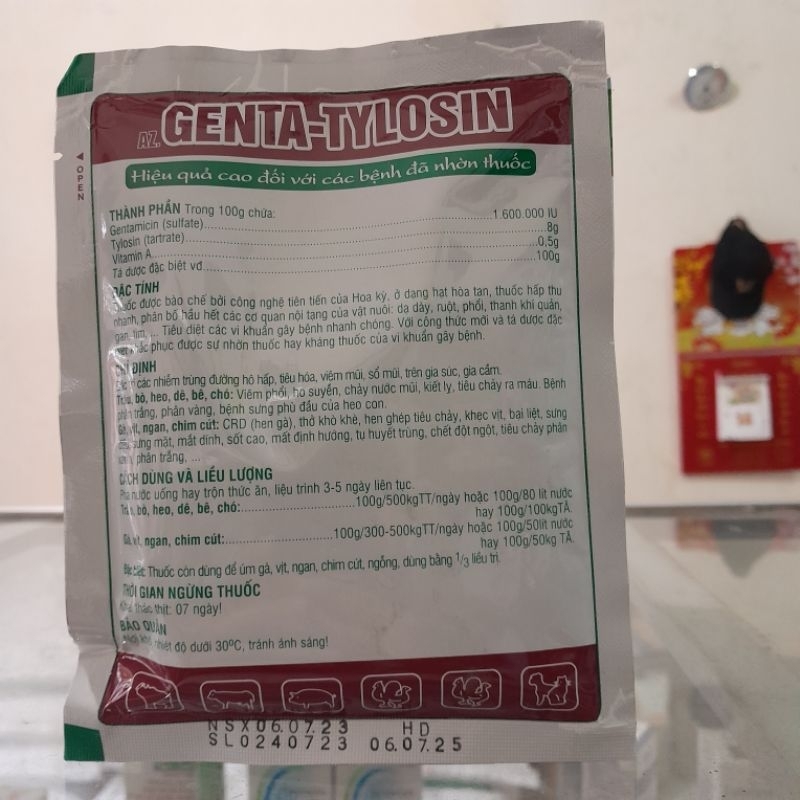 OPEN
AZ. GENTA-TYLOSIN
Hiệu quả cao đối với các bệnh đã nhờn thuốc
THÀNH PHẦN Trong 100g chứa:
Gentamicin (sulfate)..................1.600.000 IU
Tylosin (tartrate)..................8g
Vitamin A..................0,5g
Tá dược đặc biệt vđ..................100g
ĐẶC TÍNH
Thuốc được bào chế bởi công nghệ tiên tiến của Hoa kỳ, ở dạng hạt hòa tan, thuốc hấp thu
nhanh, phân bố hầu hết các cơ quan nội tạng của vật nuôi: dạ dày, ruột, phổi, thanh khí quản,
gan, tim, ... Tiêu diệt các vi khuẩn gây bệnh nhanh chóng. Với công thức mới và tá dược đặc
khắc phục được sự nhờn thuốc hay kháng thuốc của vi khuẩn gây bệnh.
CHỈ ĐỊNH
các nhiễm trùng đường hô hấp, tiêu hóa, viêm mũi, sổ mũi, trên gia súc, gia cầm.
Trâu, bò, heo, dê, bê, chó: Viêm phổi, ho suyễn, chảy nước mũi, kiết lỵ, tiêu chảy ra máu. Bệnh
phân trắng, phân vàng, bệnh sưng phù đầu của heo con.
Gà, vịt, ngan, chim cút: CRD (hen gà), thở khò khè, hen ghép tiêu chảy, khẹc vịt, bại liệt, sưng
sưng mặt, mắt dính, sốt cao, mất định hướng, tụ huyết trùng, chết đột ngột, tiêu chảy phân
phân trắng, ...
CÁCH DÙNG VÀ LIỀU LƯỢNG
Pha nước uống hay trộn thức ăn, liệu trình 3-5 ngày liên tục.
Trâu, bò, heo, dê, bê, chó:..................100g/500kgTT/ngày hoặc 100g/80 lít nước
hay 100g/100kgTĂ.
Gà, vịt, ngan, chim cút:..................100g/300-500kgTT/ngày hoặc 100g/50lít nước
hay 100g/50kg TĂ.
Đặc biệt: Thuốc còn dùng để úm gà, vịt, ngan, chim cút, ngỗng, dùng bằng 1/3 liều trị.
THỜI GIAN NGỪNG THUỐC
Khai thác thịt: 07 ngày!
BẢO QUẢN
Nơi khô nhiệt độ dưới 30ºC, tránh ánh sáng!
NSX06.07.23 HD
SL0240723 06.07.25